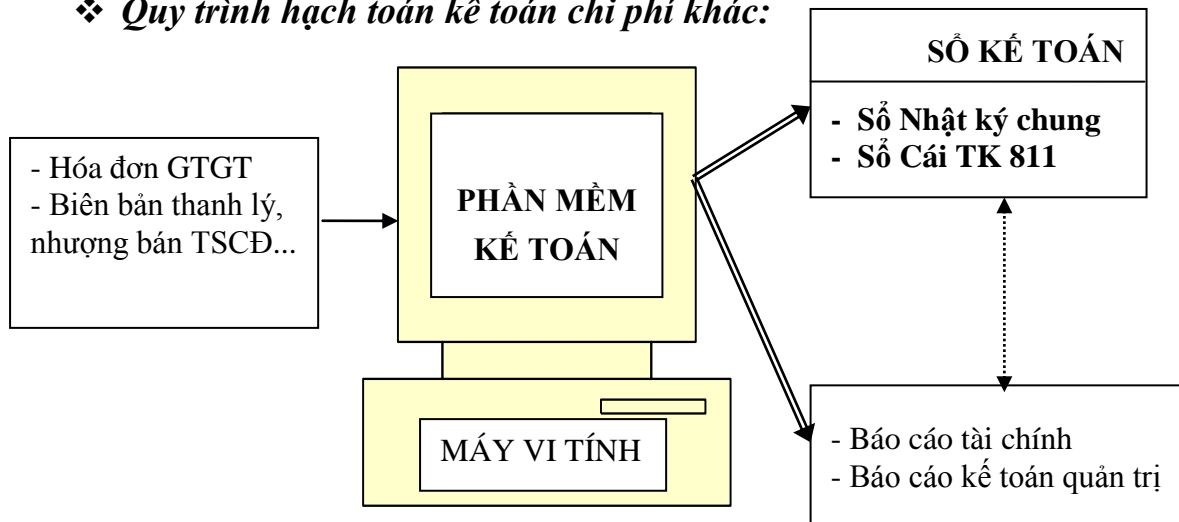 ❖ Quy trình hạch toán kế toán chi phí khác:
- Hóa đơn GTGT
- Biên bản thanh lý,
nhượng bán TSCĐ...
PHẦN MỀM
KẾ TOÁN
MÁY VI TÍNH
SỔ KẾ TOÁN
- Sổ Nhật ký chung
- Sổ Cái TK 811
- Báo cáo tài chính
- Báo cáo kế toán quản trị